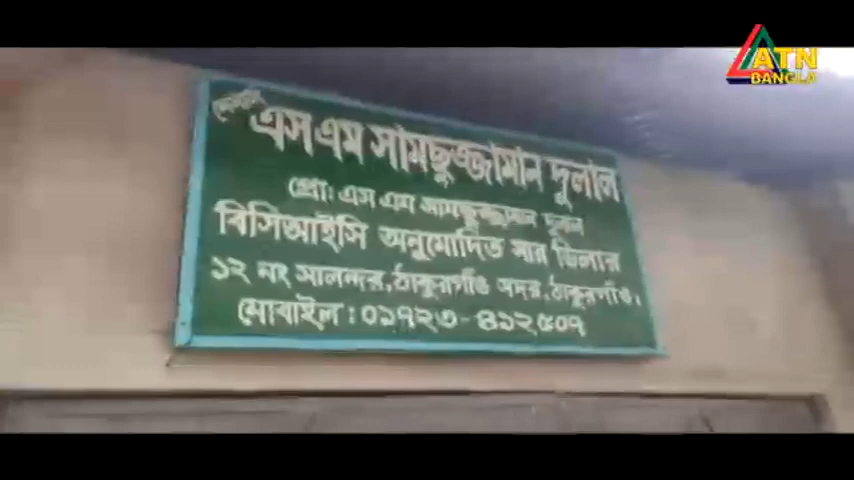 ATN
BANGLA
মেসার্স
এস এম সামছুজ্জামান দুলাল
প্রো: এস এম সামছুজ্জামান দুলাল
বিসিআইসি অনুমোদিত সার ডিলার
১২ নং সালন্দর, ঠাকুরগাঁও সদর, ঠাকুরগাঁও।
মোবাইল : ০১৭২৩-৪১২৫০৭